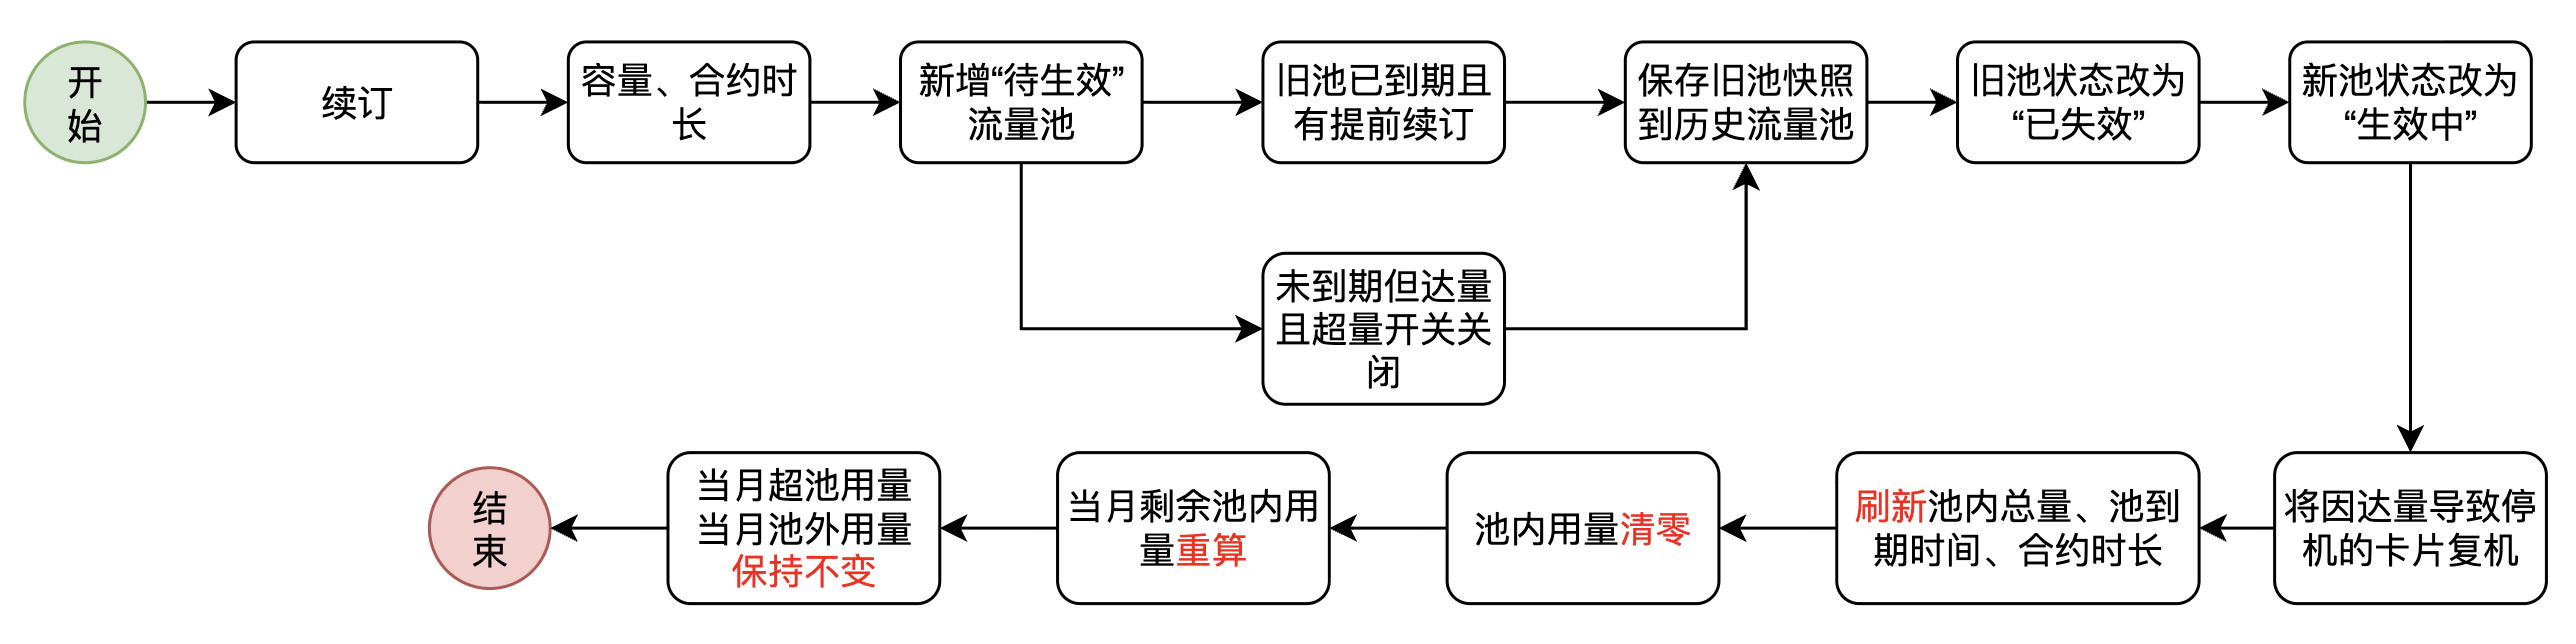 开
始
续订
容量、合约时
长
新增“待生效”
流量池
旧池已到期且
有提前续订
保存旧池快照
到历史流量池
旧池状态改为
“已失效”
新池状态改为
“生效中”
未到期但达量
且超量开关关
闭
将因达量导致停
机的卡片复机
刷新池内总量、池到
期时间、合约时长
池内用量清零
当月剩余池内用
量重算
当月超池用量
当月池外用量
保持不变
结
束